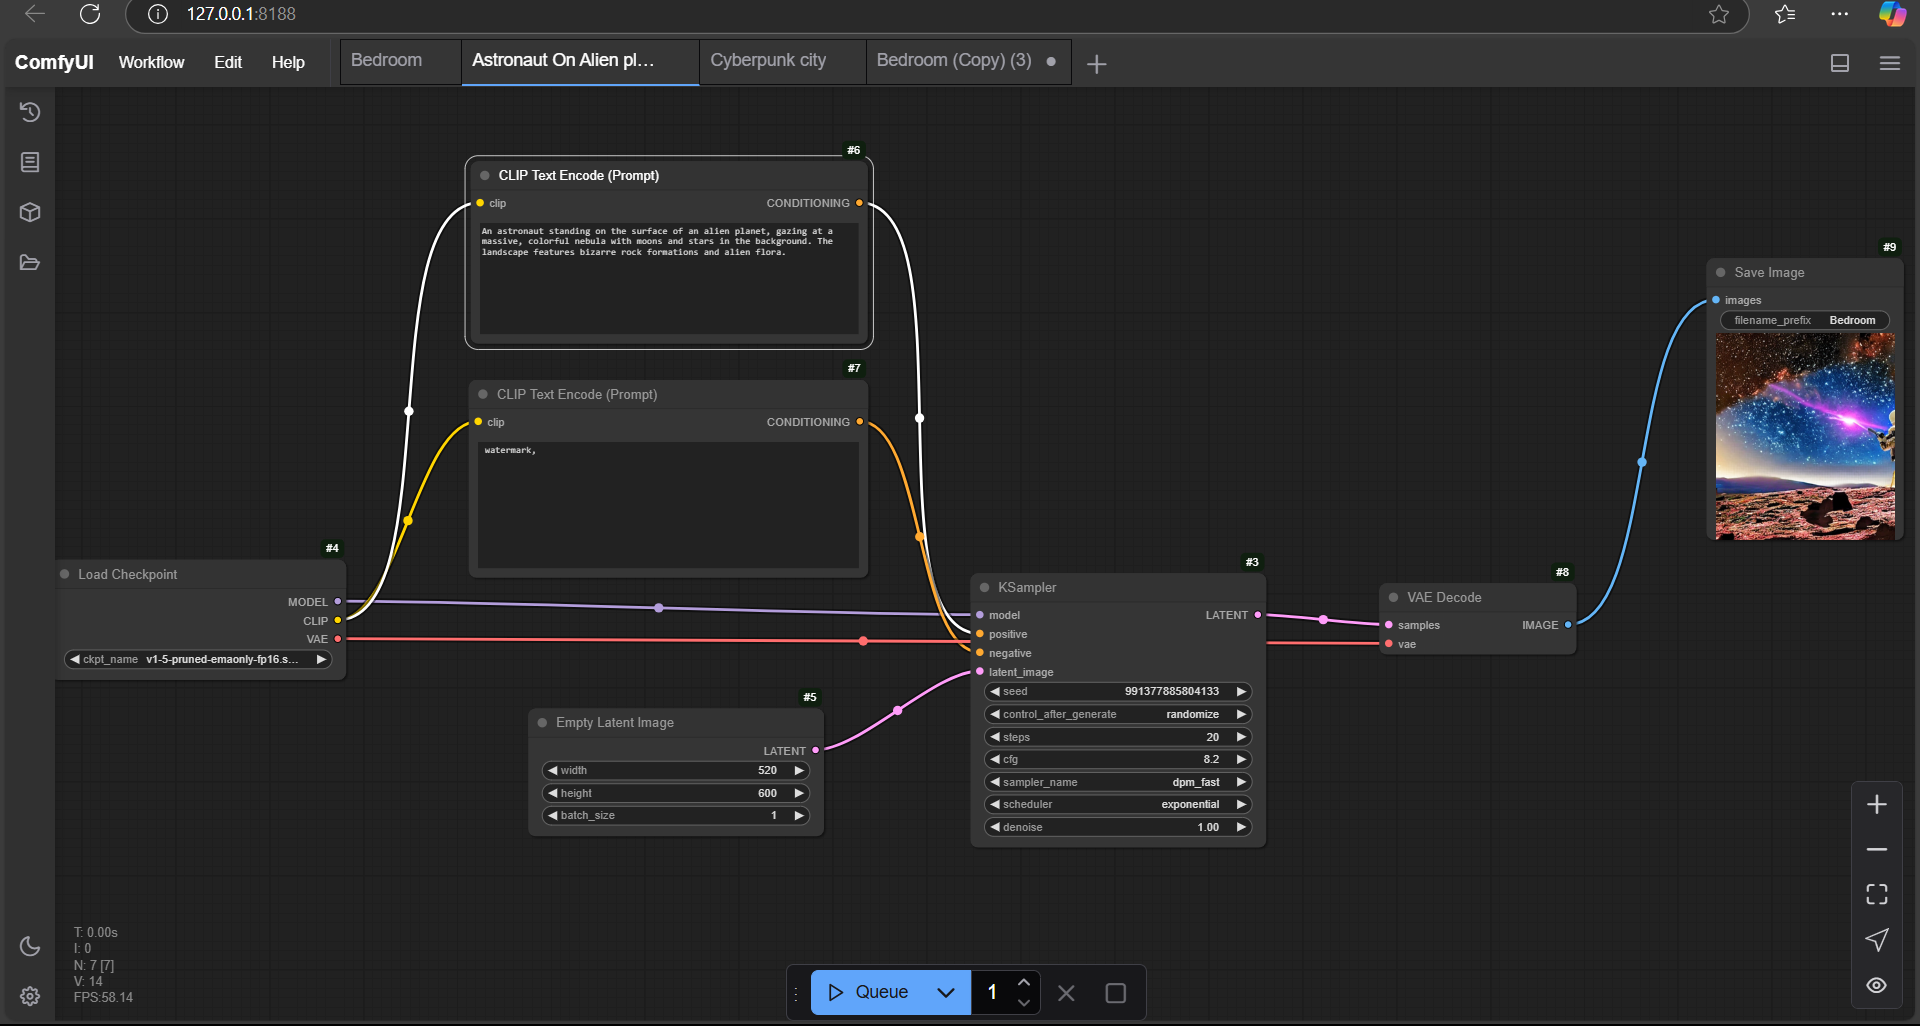 127.0.0.1:8188
ComfyUI
Workflow
Edit
Help
Bedroom
Astronaut On Alien pl...
Cyberpunk city
Bedroom (Copy) (3)
#6
CLIP Text Encode (Prompt)
clip
CONDITIONING
An astronaut standing on the surface of an alien planet, gazing at a
massive, colorful nebula with moons and stars in the background. The
landscape features bizarre rock formations and alien flora.
#7
CLIP Text Encode (Prompt)
clip
CONDITIONING
watermark,
#4
Load Checkpoint
MODEL
CLIP
VAE
ckpt_name v1-5-pruned-emaonly-fp16.s...
#5
Empty Latent Image
LATENT
width 520
height 600
batch_size 1
#3
KSampler
model
LATENT
positive
negative
latent_image
seed 991377885804133
control_after_generate randomize
steps 20
cfg 8.2
sampler_name dpm_fast
scheduler exponential
denoise 1.00
#8
VAE Decode
samples
IMAGE
vae
#9
Save Image
images
filename_prefix Bedroom
T: 0.00s
I: 0
N: 7 [7]
V: 14
FPS:58.14
Queue
1